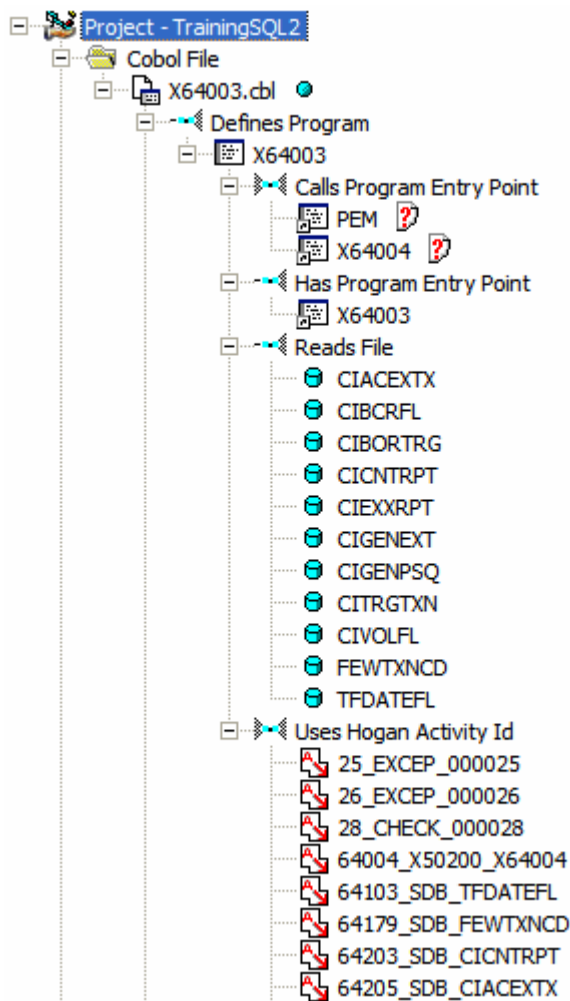 Project - TrainingSQL2
Cobol File
X64003.cbl
Defines Program
X64003
Calls Program Entry Point
PEM
X64004
Has Program Entry Point
X64003
Reads File
CIACEXTX
CIBCRFL
CIBORTRG
CICNTRPT
CIEXXRPT
CIGENEXT
CIGENPSQ
CITRGTXN
CIVOLFL
FEWTXNCD
TFDATEFL
Uses Hogan Activity Id
25_EXCEP_000025
26_EXCEP_000026
28_CHECK_000028
64004_X50200_X64004
64103_SDB_TFDATEFL
64179_SDB_FEWTXNCD
64203_SDB_CICNTRPT
64205_SDB_CIACEXTX